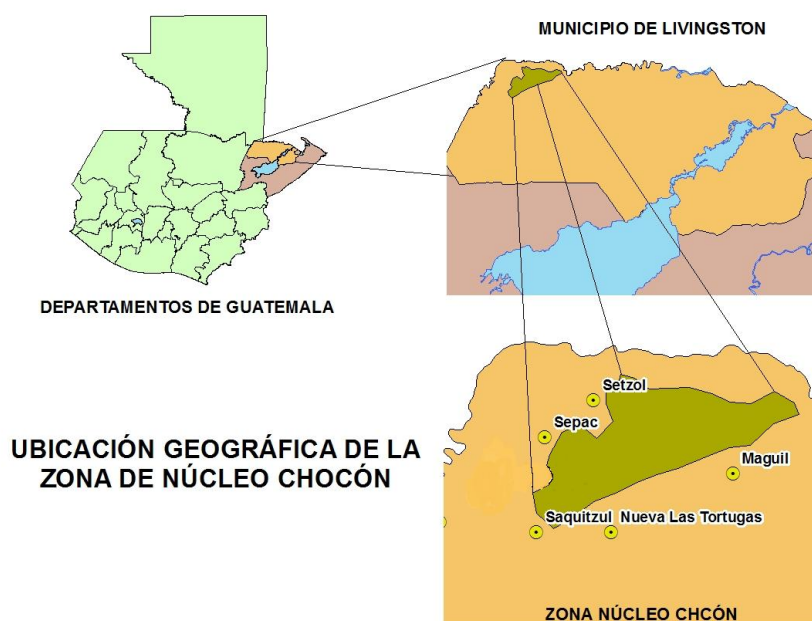 MUNICIPIO DE LIVINGSTON
DEPARTAMENTOS DE GUATEMALA
UBICACIÓN GEOGRÁFICA DE LA
ZONA DE NÚCLEO CHOCÓN
Setzol
Sepac
Maguil
Saquitzul Nueva Las Tortugas
ZONA NÚCLEO CHCÓN